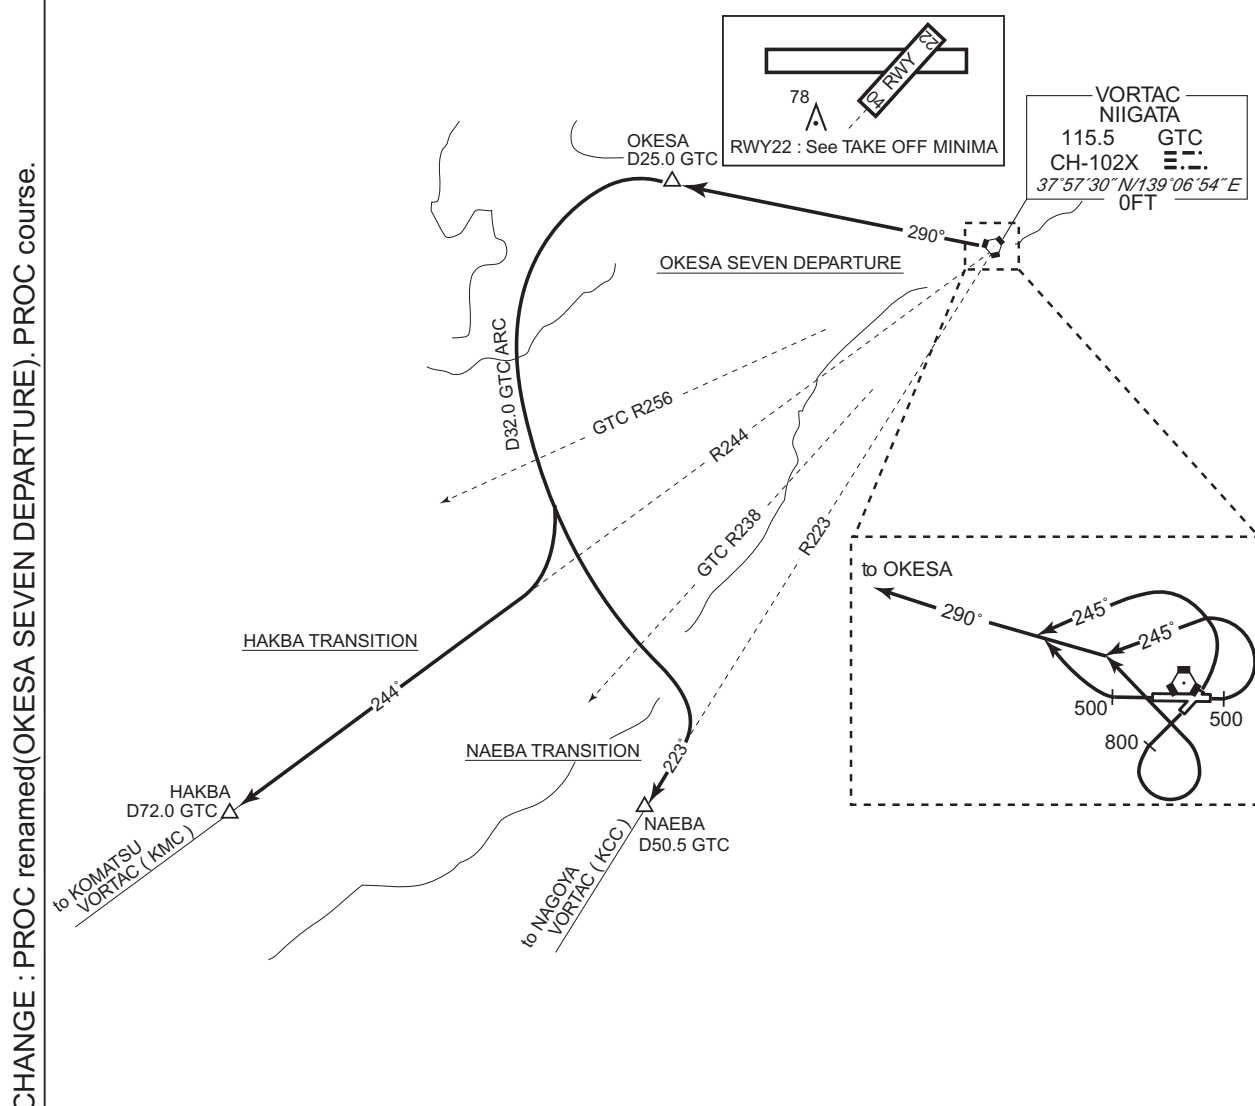 CHANGE : PROC renamed(OKESA SEVEN DEPARTURE). PROC course.
22
RWY
04
78
RWY22 : See TAKE OFF MINIMA
VORTAC
NIIGATA
115.5 GTC
CH-102X
37°57′30″N/139°06′54″E
0FT
OKESA
D25.0 GTC
290°
OKESA SEVEN DEPARTURE
D32.0 GTC ARC
GTC R256
R244
GTC R238
R223
HAKBA TRANSITION
244°
NAEBA TRANSITION
223°
HAKBA
D72.0 GTC
to KOMATSU
VORTAC ( KMC )
NAEBA
D50.5 GTC
to NAGOYA
VORTAC ( KCC )
to OKESA
290°
245°
245°
500
500
800